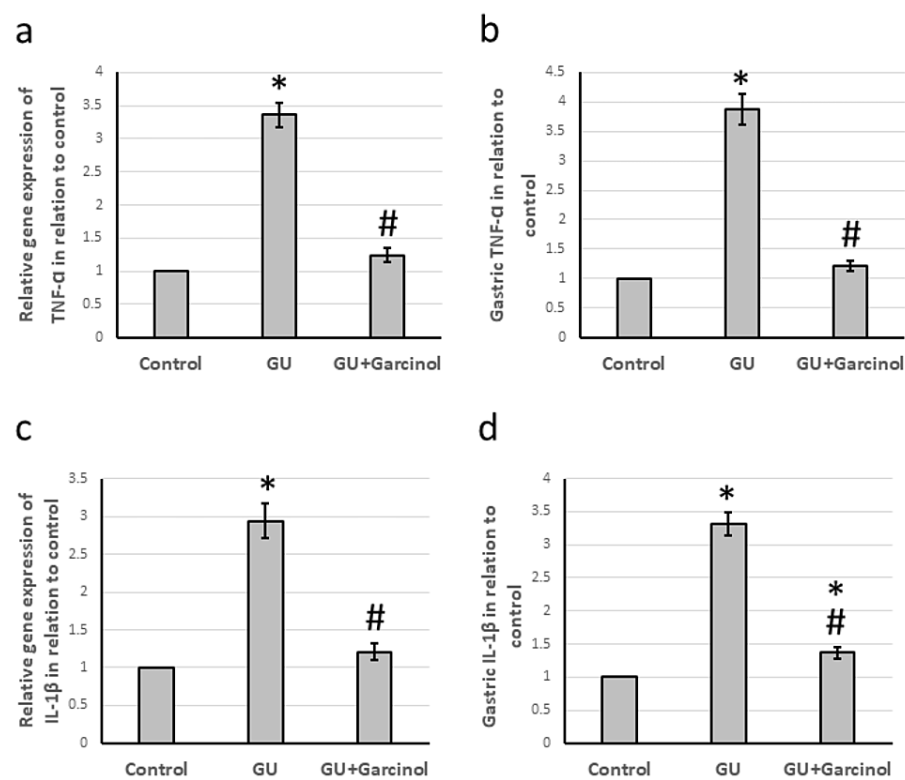 a
Relative gene expression of
TNF-α in relation to control
4
3.5
3
2.5
2
1.5
1
0.5
0
*
#
Control GU GU+Garcinol
b
Gastric TNF-α in relation to
control
4.5
4
3.5
3
2.5
2
1.5
1
0.5
0
*
#
Control GU GU+Garcinol
c
Relative gene expression of
IL-1β in relation to control
3.5
3
2.5
2
1.5
1
0.5
0
*
#
Control GU GU+Garcinol
d
Gastric IL-1β in relation to
control
4
3.5
3
2.5
2
1.5
1
0.5
0
*
*
#
Control GU GU+Garcinol